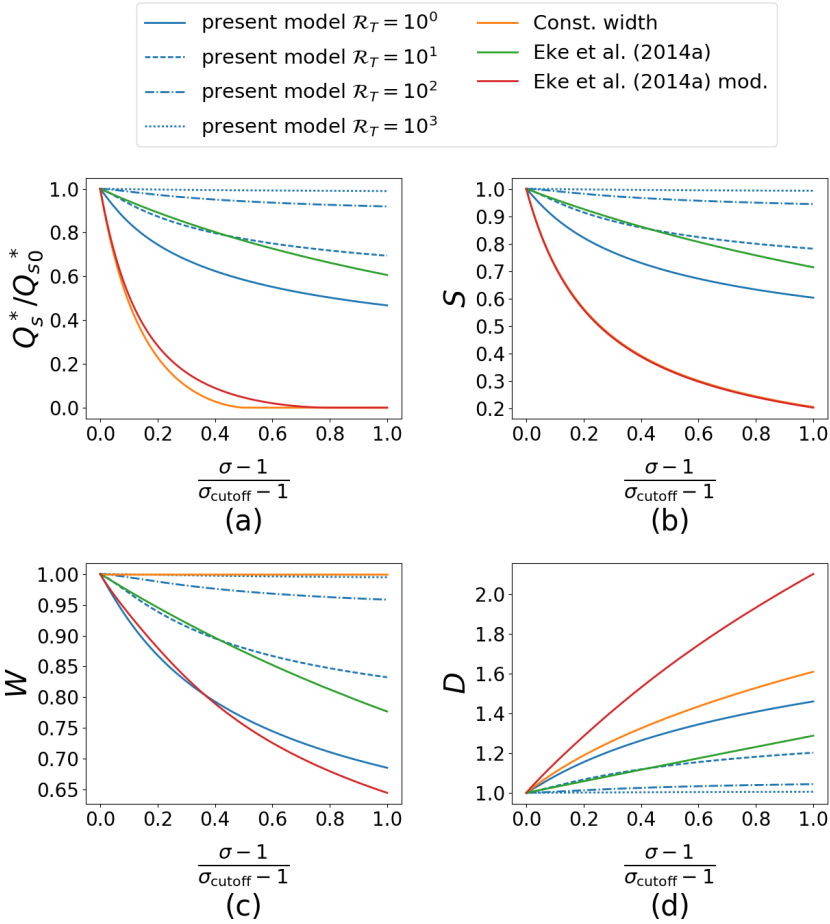 present model R_T = 10^0
present model R_T = 10^1
present model R_T = 10^2
present model R_T = 10^3
Const. width
Eke et al. (2014a)
Eke et al. (2014a) mod.
Q_s^*/Q_{s0}^*
1.0
0.8
0.6
0.4
0.2
0.0
0.0 0.2 0.4 0.6 0.8 1.0
σ − 1
σ_cutoff − 1
(a)
S
1.0
0.9
0.8
0.7
0.6
0.5
0.4
0.3
0.2
0.0 0.2 0.4 0.6 0.8 1.0
σ − 1
σ_cutoff − 1
(b)
W
1.00
0.95
0.90
0.85
0.80
0.75
0.70
0.65
0.0 0.2 0.4 0.6 0.8 1.0
σ − 1
σ_cutoff − 1
(c)
D
2.0
1.8
1.6
1.4
1.2
1.0
0.0 0.2 0.4 0.6 0.8 1.0
σ − 1
σ_cutoff − 1
(d)